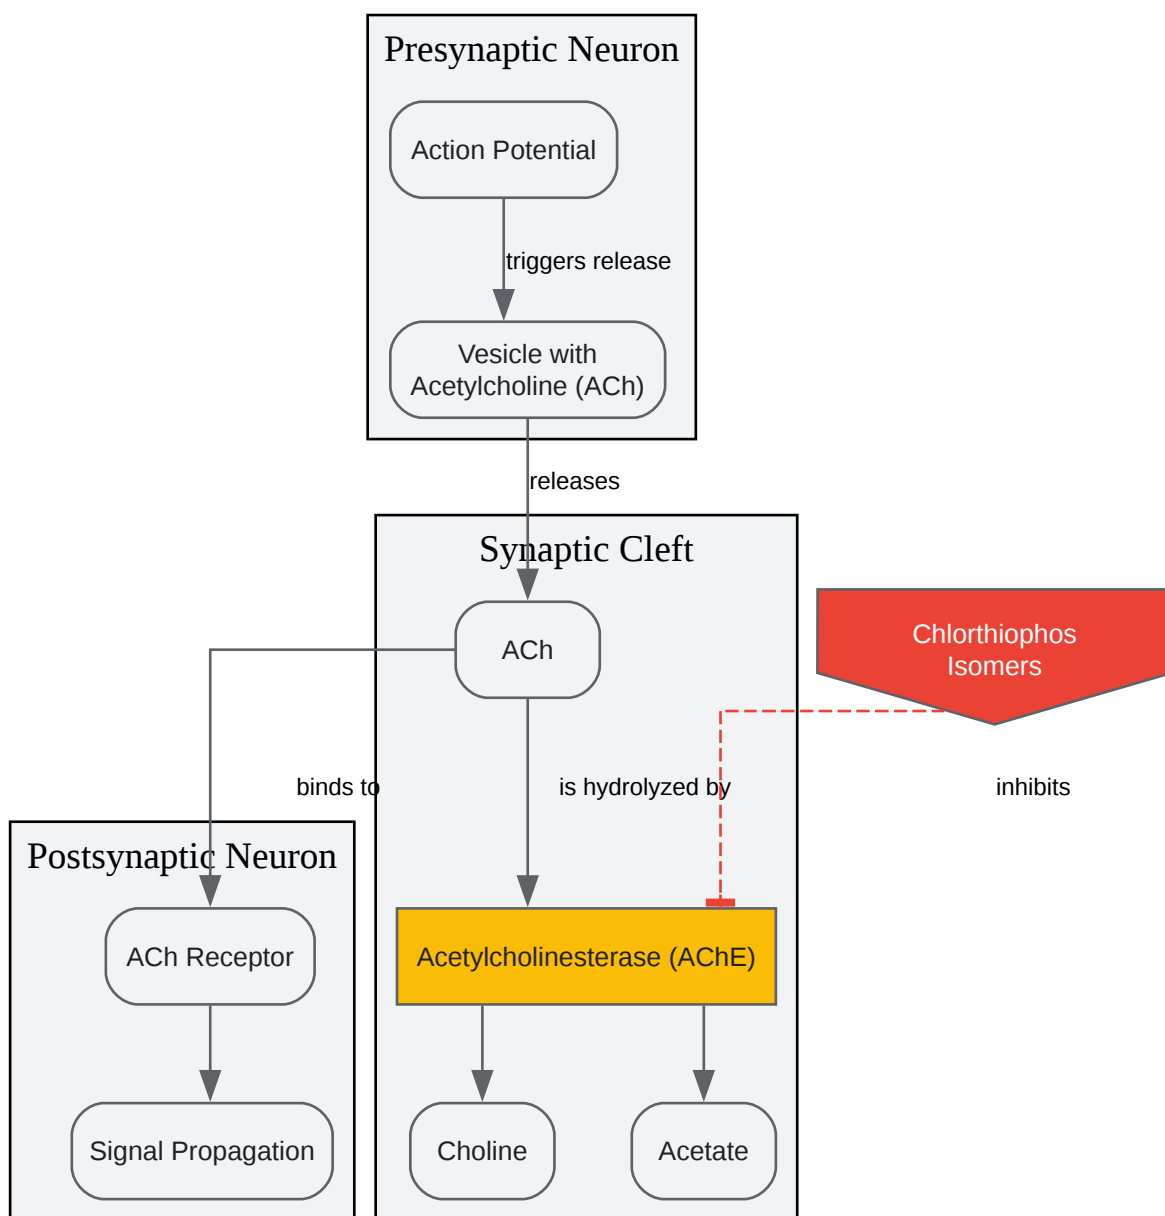 Presynaptic Neuron
Action Potential
triggers release
Vesicle with
Acetylcholine (ACh)
releases
Synaptic Cleft
ACh
Chlorthiophos
Isomers
binds to
is hydrolyzed by
inhibits
Postsynaptic Neuron
ACh Receptor
Acetylcholinesterase (AChE)
Signal Propagation
Choline
Acetate